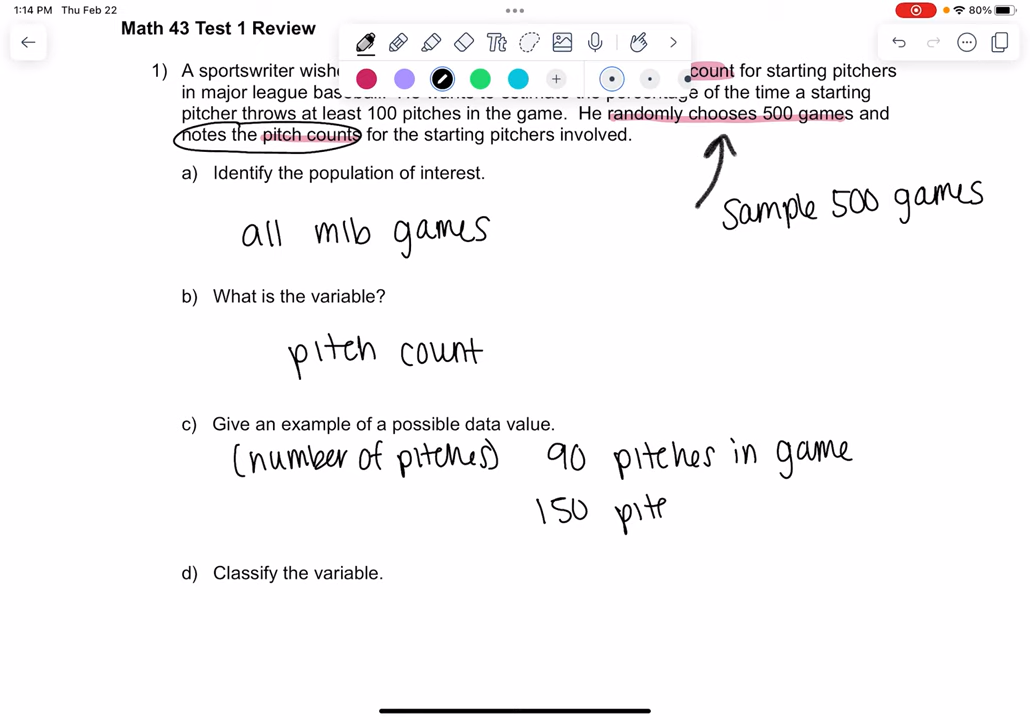 1:14 PM Thu Feb 22
80%
Math 43 Test 1 Review
Tt
1) A sportswriter count for starting pitchers
in major league of the time a starting
pitcher throws at least 100 pitches in the game. He randomly chooses 500 games and
notes the pitch counts for the starting pitchers involved.
a) Identify the population of interest.
Sample 500 games
all mlb games
b) What is the variable?
pitch count
c) Give an example of a possible data value.
(number of pitches) 90 pitches in game
150 pite
d) Classify the variable.